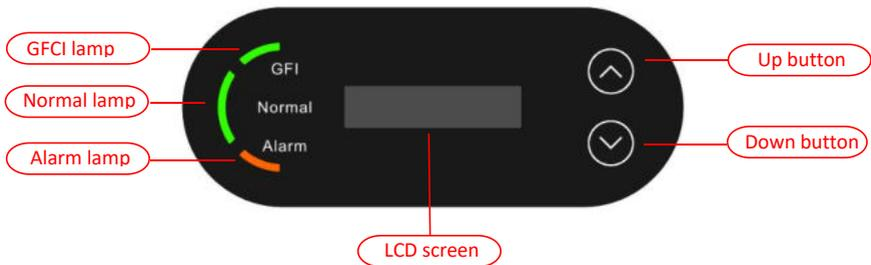 GFCI lamp
GFI
Up button
Normal lamp
Normal
Alarm
Down button
Alarm lamp
LCD screen